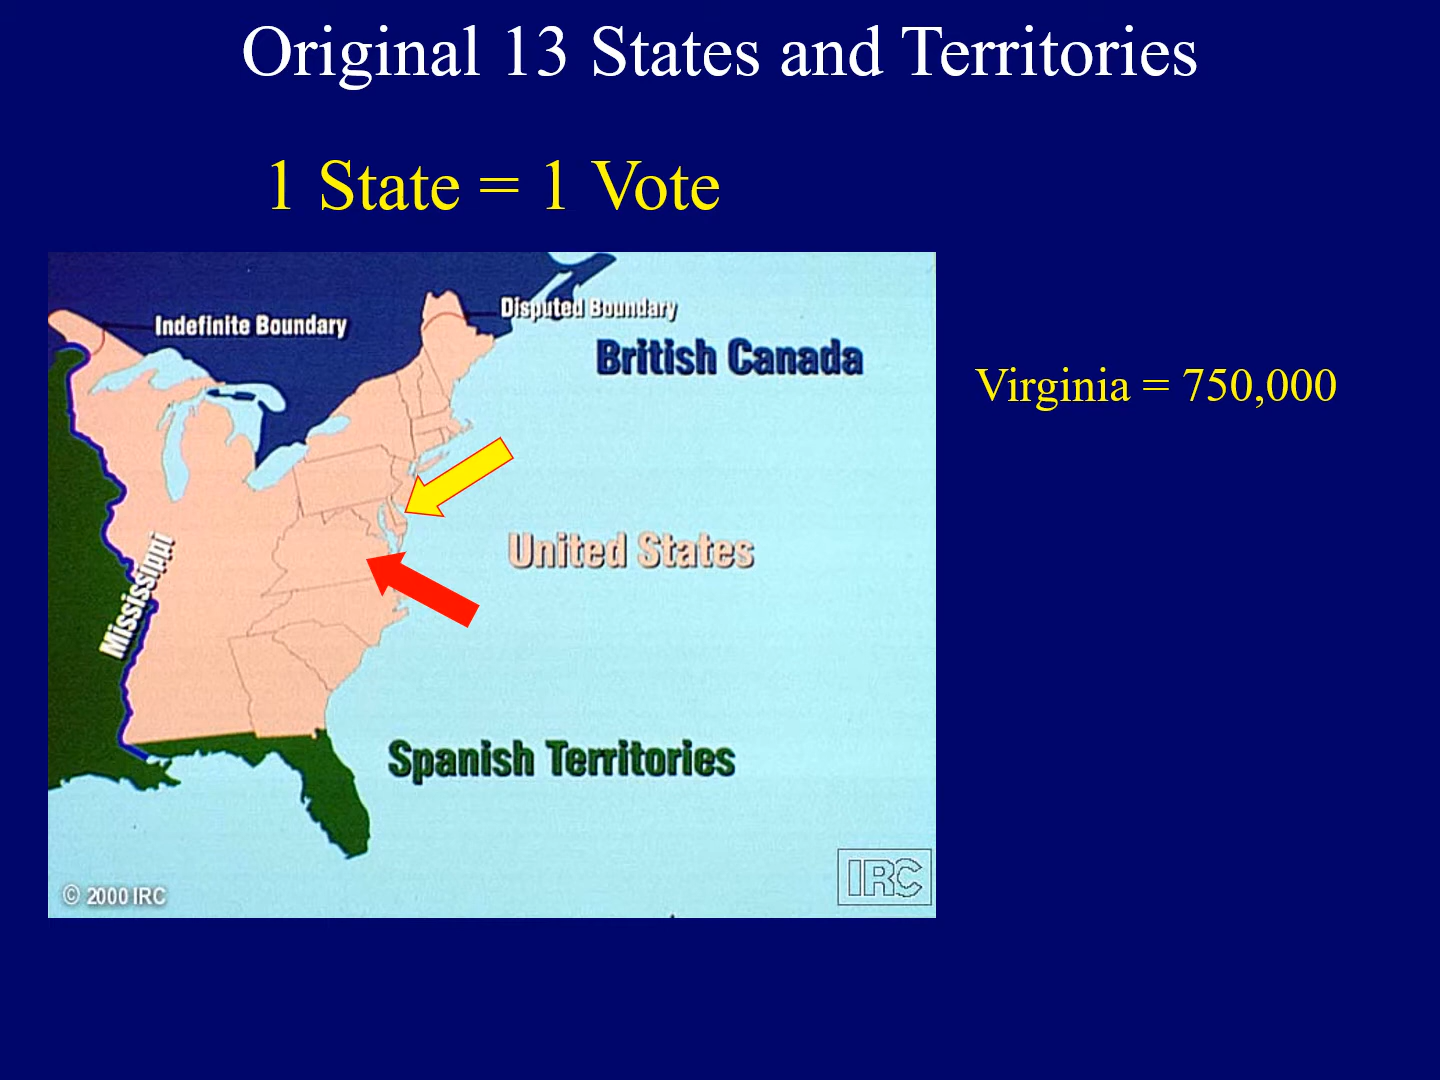 Original 13 States and Territories
1 State = 1 Vote
Indefinite Boundary
Disputed Boundary
British Canada
Virginia = 750,000
United States
Mississippi
Spanish Territories
IRC
© 2000 IRC